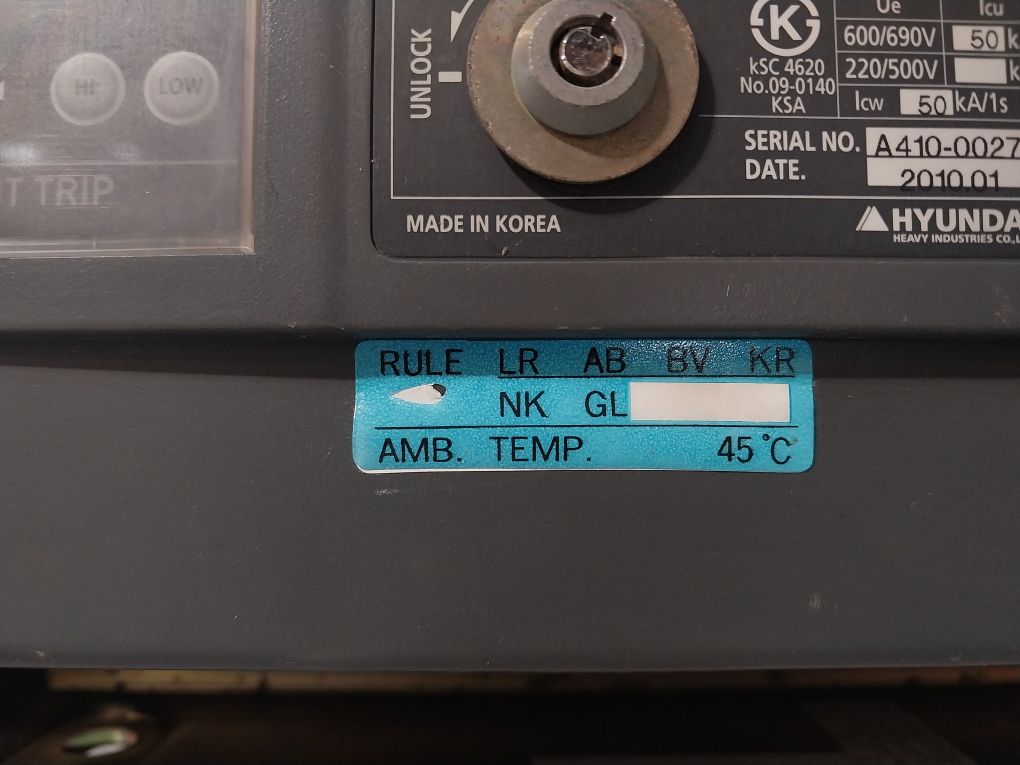 HI LOW
T TRIP
UNLOCK
KSC 4620
No.09-0140
KSA
Ue Icu
600/690V 50 k
220/500V k
Icw 50 kA/1s
SERIAL NO. A410-0027
DATE. 2010.01
MADE IN KOREA
HYUNDA
HEAVY INDUSTRIES CO.,L
RULE LR AB BV KR
NK GL
AMB. TEMP. 45°C